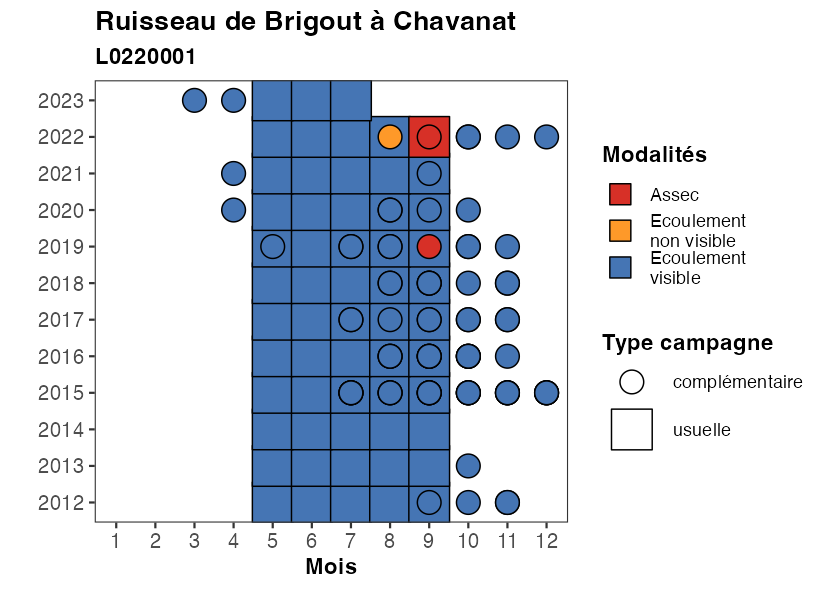 Ruisseau de Brigout à Chavanat
L0220001
2023
2022
2021
2020
2019
2018
2017
2016
2015
2014
2013
2012
1 2 3 4 5 6 7 8 9 10 11 12
Mois
Modalités
Assec
Ecoulement
non visible
Ecoulement
visible
Type campagne
complémentaire
usuelle